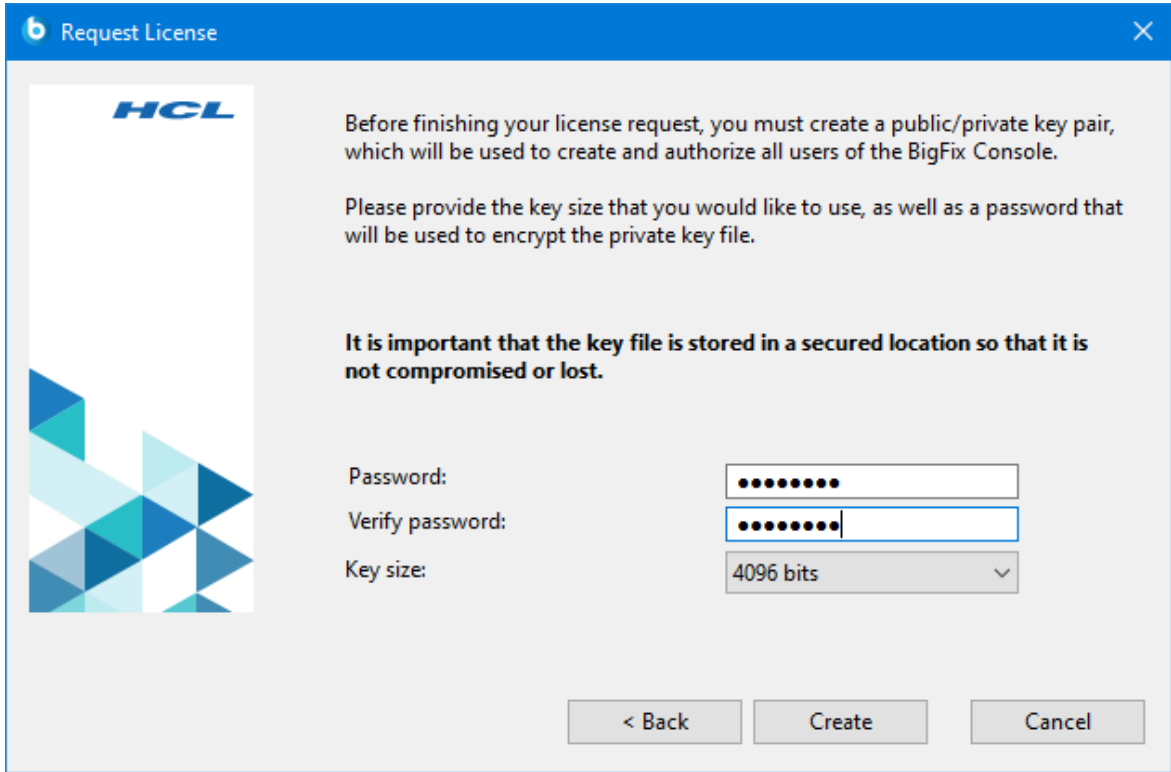 Request License
HCL
Before finishing your license request, you must create a public/private key pair,
which will be used to create and authorize all users of the BigFix Console.
Please provide the key size that you would like to use, as well as a password that
will be used to encrypt the private key file.
It is important that the key file is stored in a secured location so that it is
not compromised or lost.
Password: ●●●●●●●●
Verify password: ●●●●●●●●
Key size: 4096 bits
< Back Create Cancel